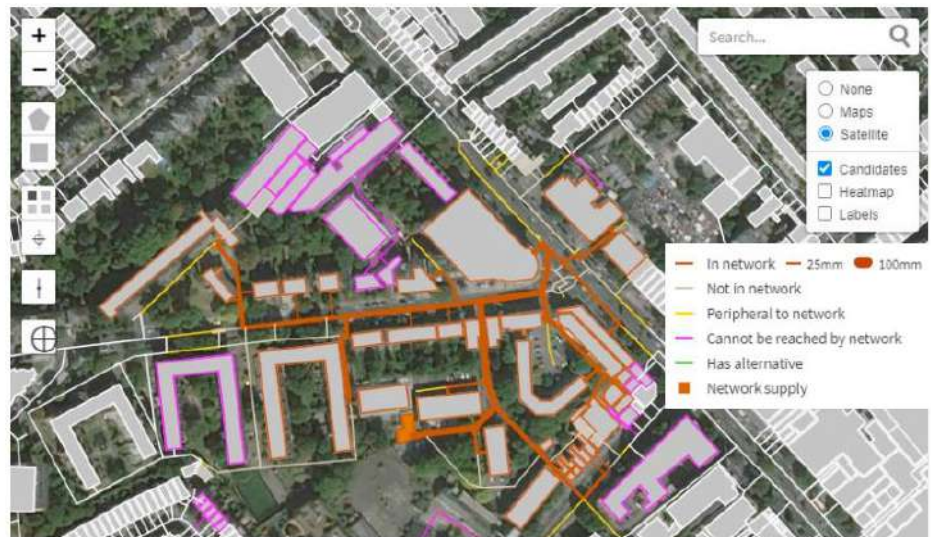 +
−
Search...
None
Maps
Satellite
Candidates
Heatmap
Labels
In network 25mm 100mm
Not in network
Peripheral to network
Cannot be reached by network
Has alternative
Network supply